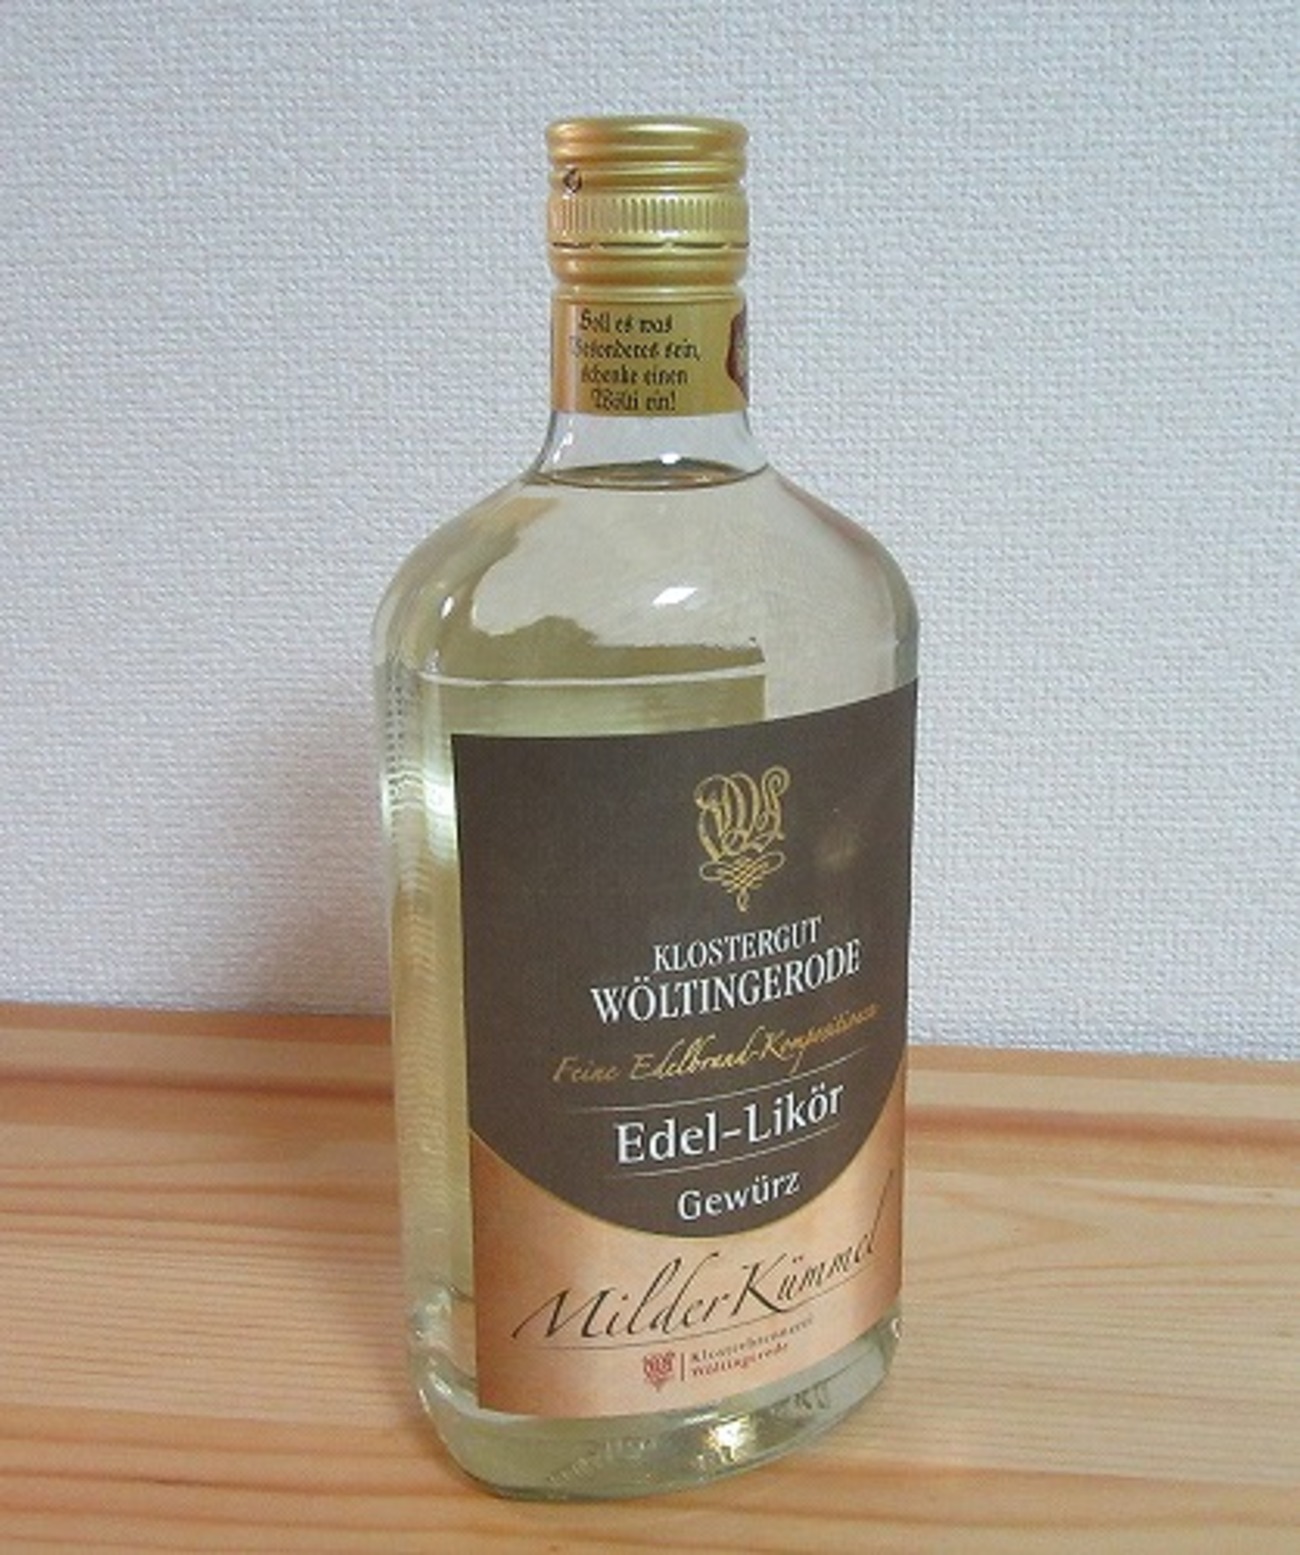 Soll es was
Besonderes sein,
schenke einen
Wölti ein!
KLOSTERGUT
WÖLTINGERODE
Feine Edelbrand-Kompositionen
Edel-Likör
Gewürz
Milder Kümmel
Klosterbrennerei
Wöltingerode